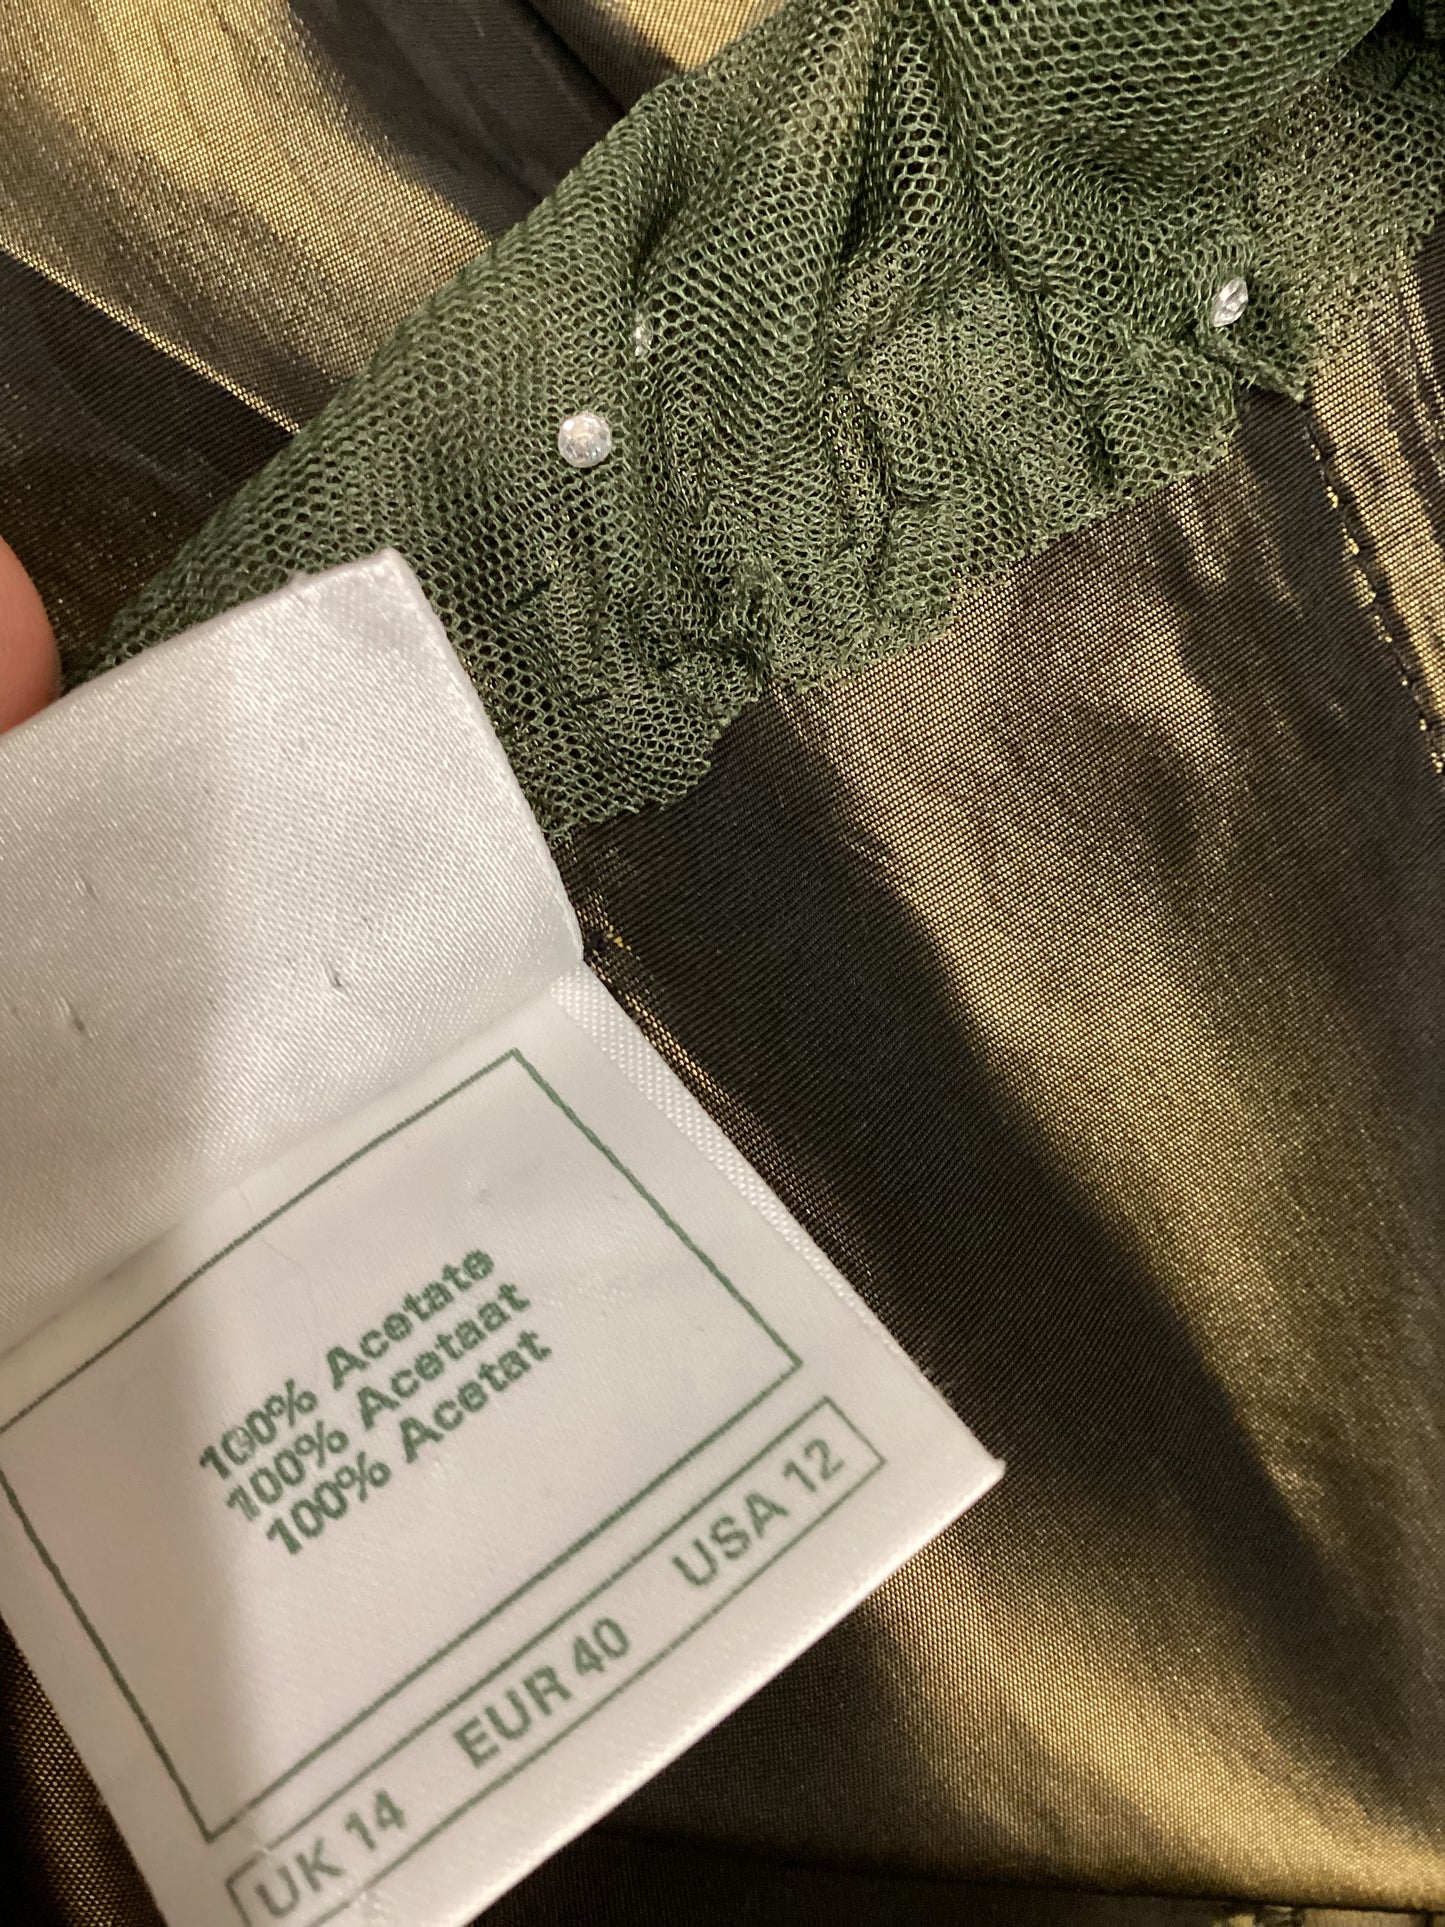 100% Acetate
100% Acetaat
100% Acetat
UK 14 EUR 40 USA 12